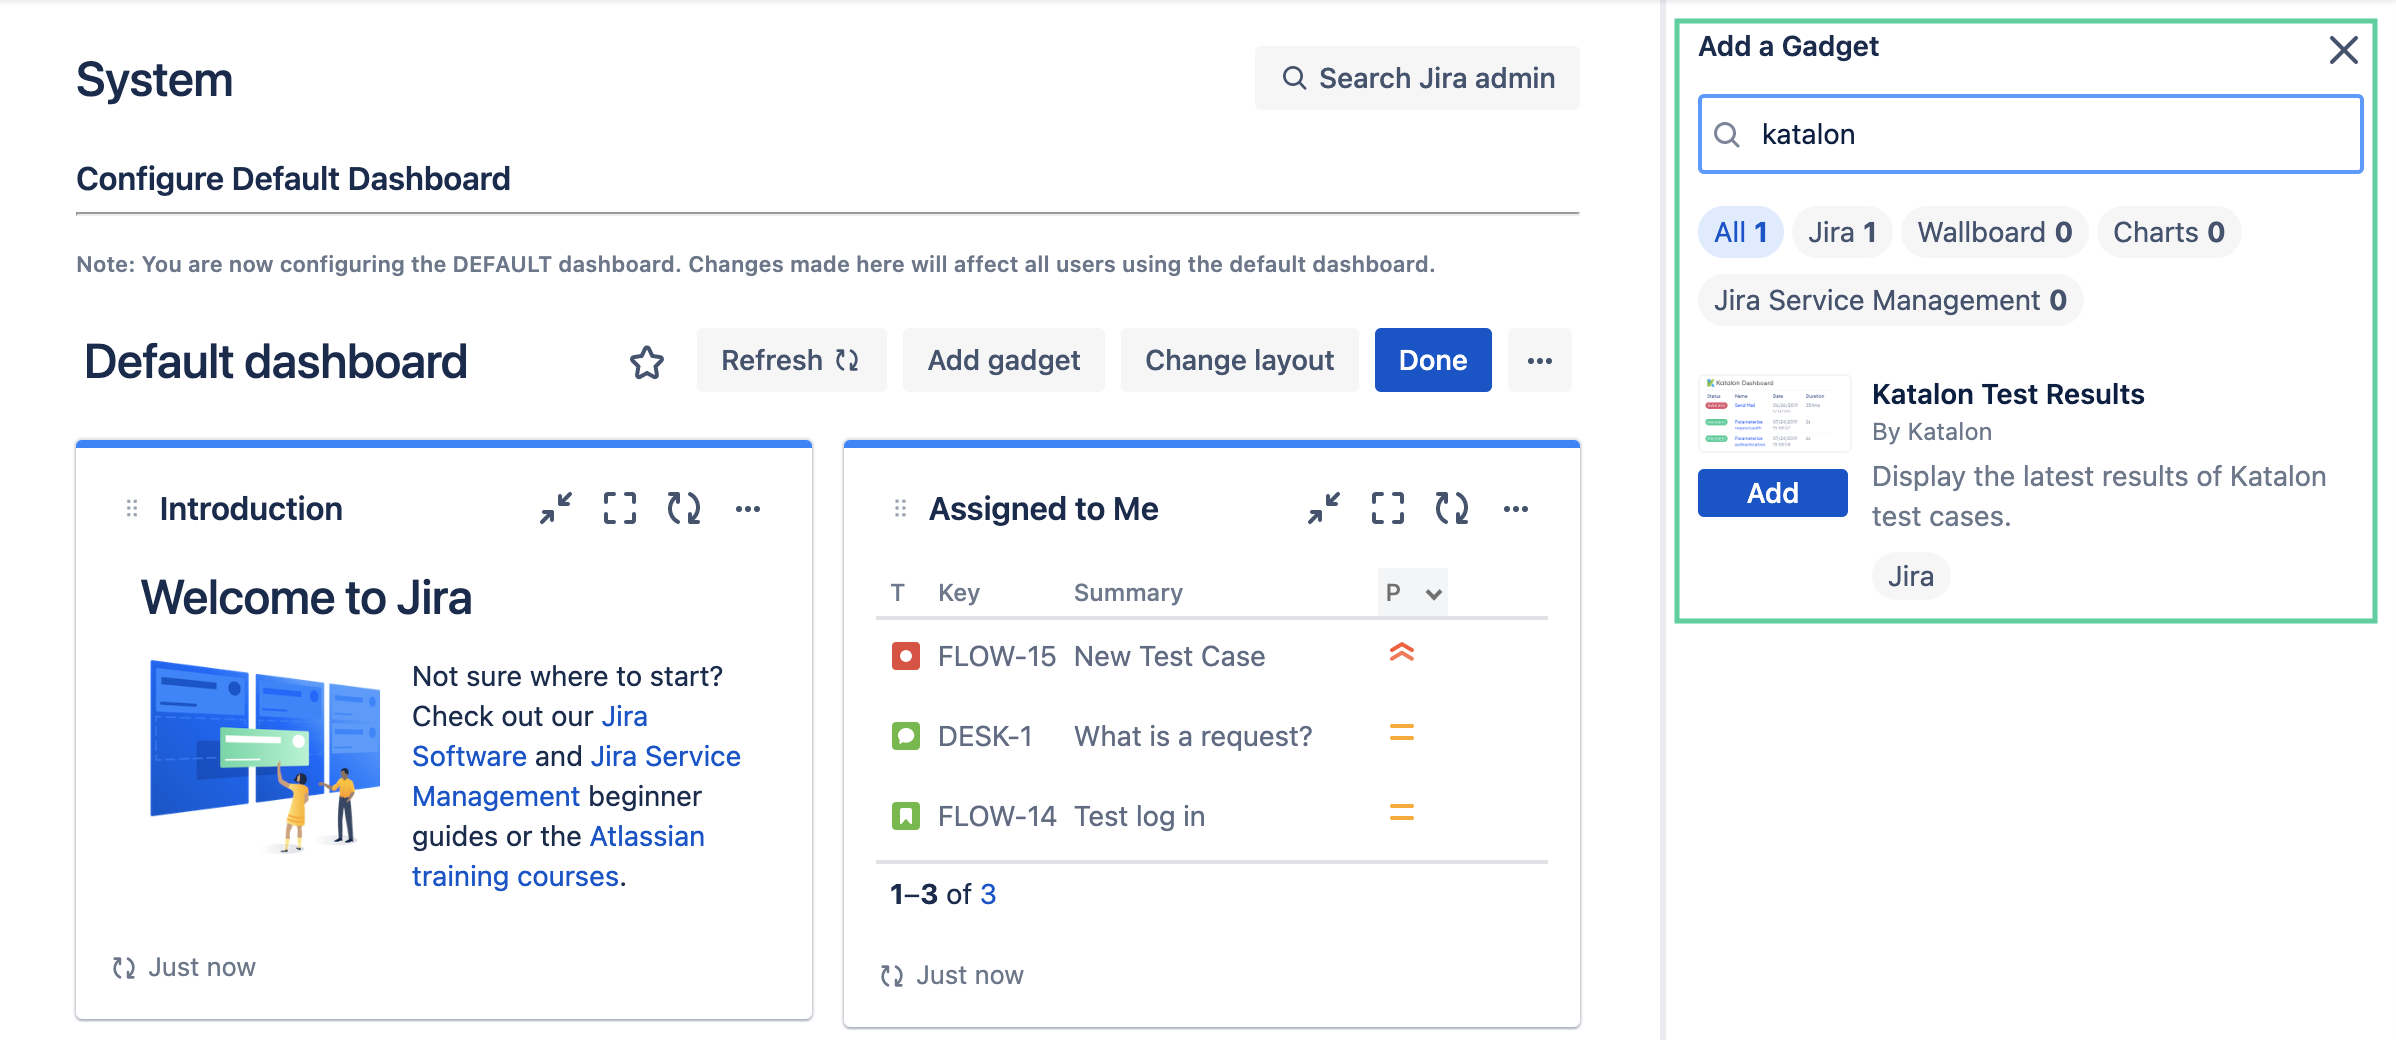 System
Search Jira admin
Configure Default Dashboard
Note: You are now configuring the DEFAULT dashboard. Changes made here will affect all users using the default dashboard.
Default dashboard
Refresh
Add gadget
Change layout
Done
Introduction
Welcome to Jira
Not sure where to start?
Check out our Jira
Software and Jira Service
Management beginner
guides or the Atlassian
training courses.
Just now
Assigned to Me
T Key Summary P
FLOW-15 New Test Case
DESK-1 What is a request?
FLOW-14 Test log in
1–3 of 3
Just now
Add a Gadget
katalon
All 1 Jira 1 Wallboard 0 Charts 0
Jira Service Management 0
Katalon Dashboard
Status Name Date Duration
Katalon Test Results
By Katalon
Add
Display the latest results of Katalon
test cases.
Jira